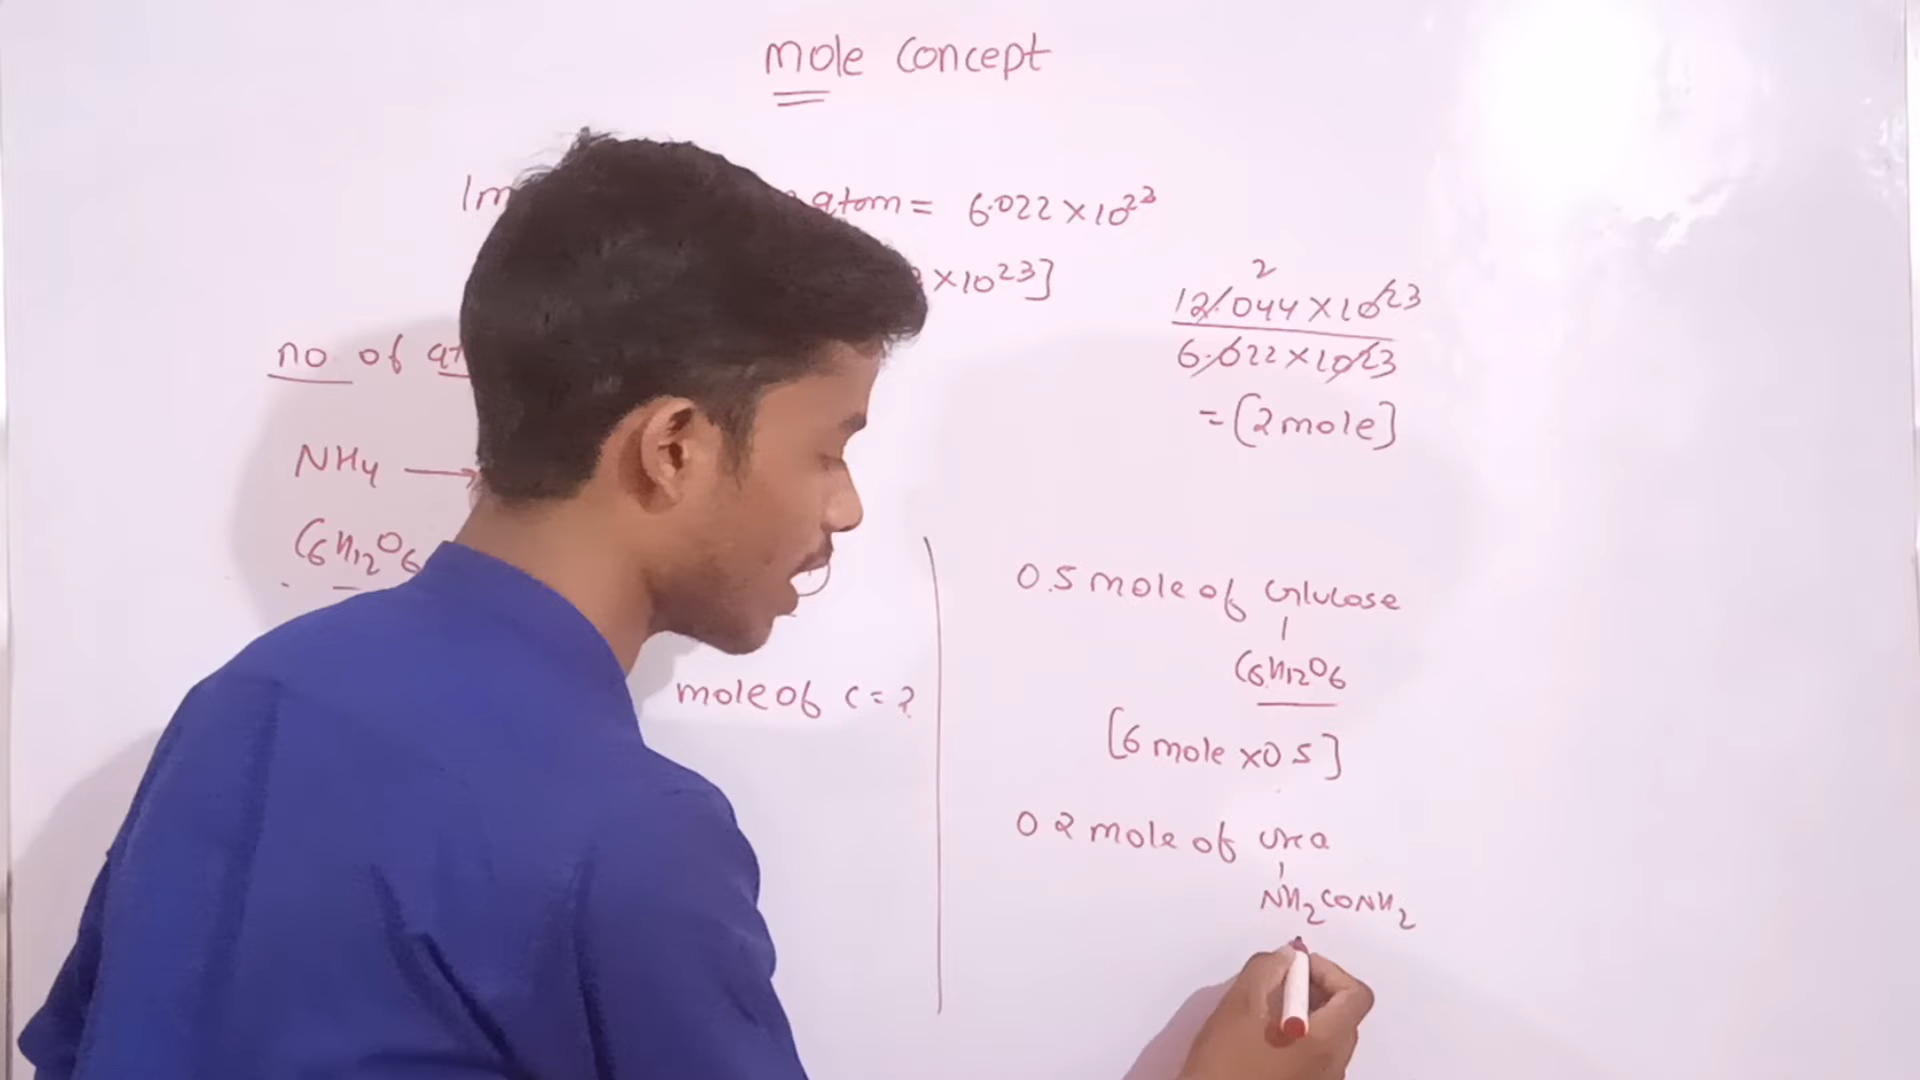 mole concept
1m atom = 6.022 × 10²³
× 10²³]
no of at
NH4 →
C6H12O6
mole of C = ?
2
12.044 × 10²³
6.022 × 10²³
= [2 mole]
0.5 mole of Glucose
C6H12O6
[6 mole × 0 5]
0 2 mole of urea
NH2CONH2